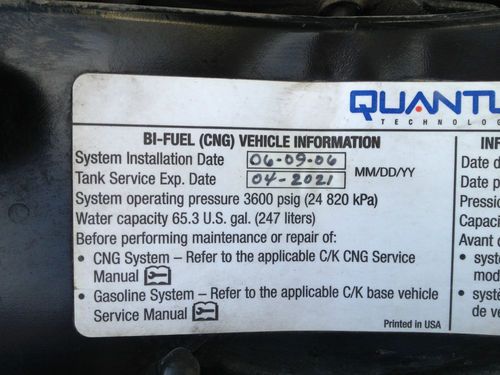 QUANTU
TECHNOLOG
BI-FUEL (CNG) VEHICLE INFORMATION
System Installation Date 06-09-06
Tank Service Exp. Date 04-2021
MM/DD/YY
System operating pressure 3600 psig (24 820 kPa)
Water capacity 65.3 U.S. gal. (247 liters)
Before performing maintenance or repair of:
• CNG System – Refer to the applicable C/K CNG Service
Manual
• Gasoline System – Refer to the applicable C/K base vehicle
Service Manual
Printed in USA
INF
Date d
Date p
Pressio
Capaci
Avant d
• systè
mod
• systè
de vé